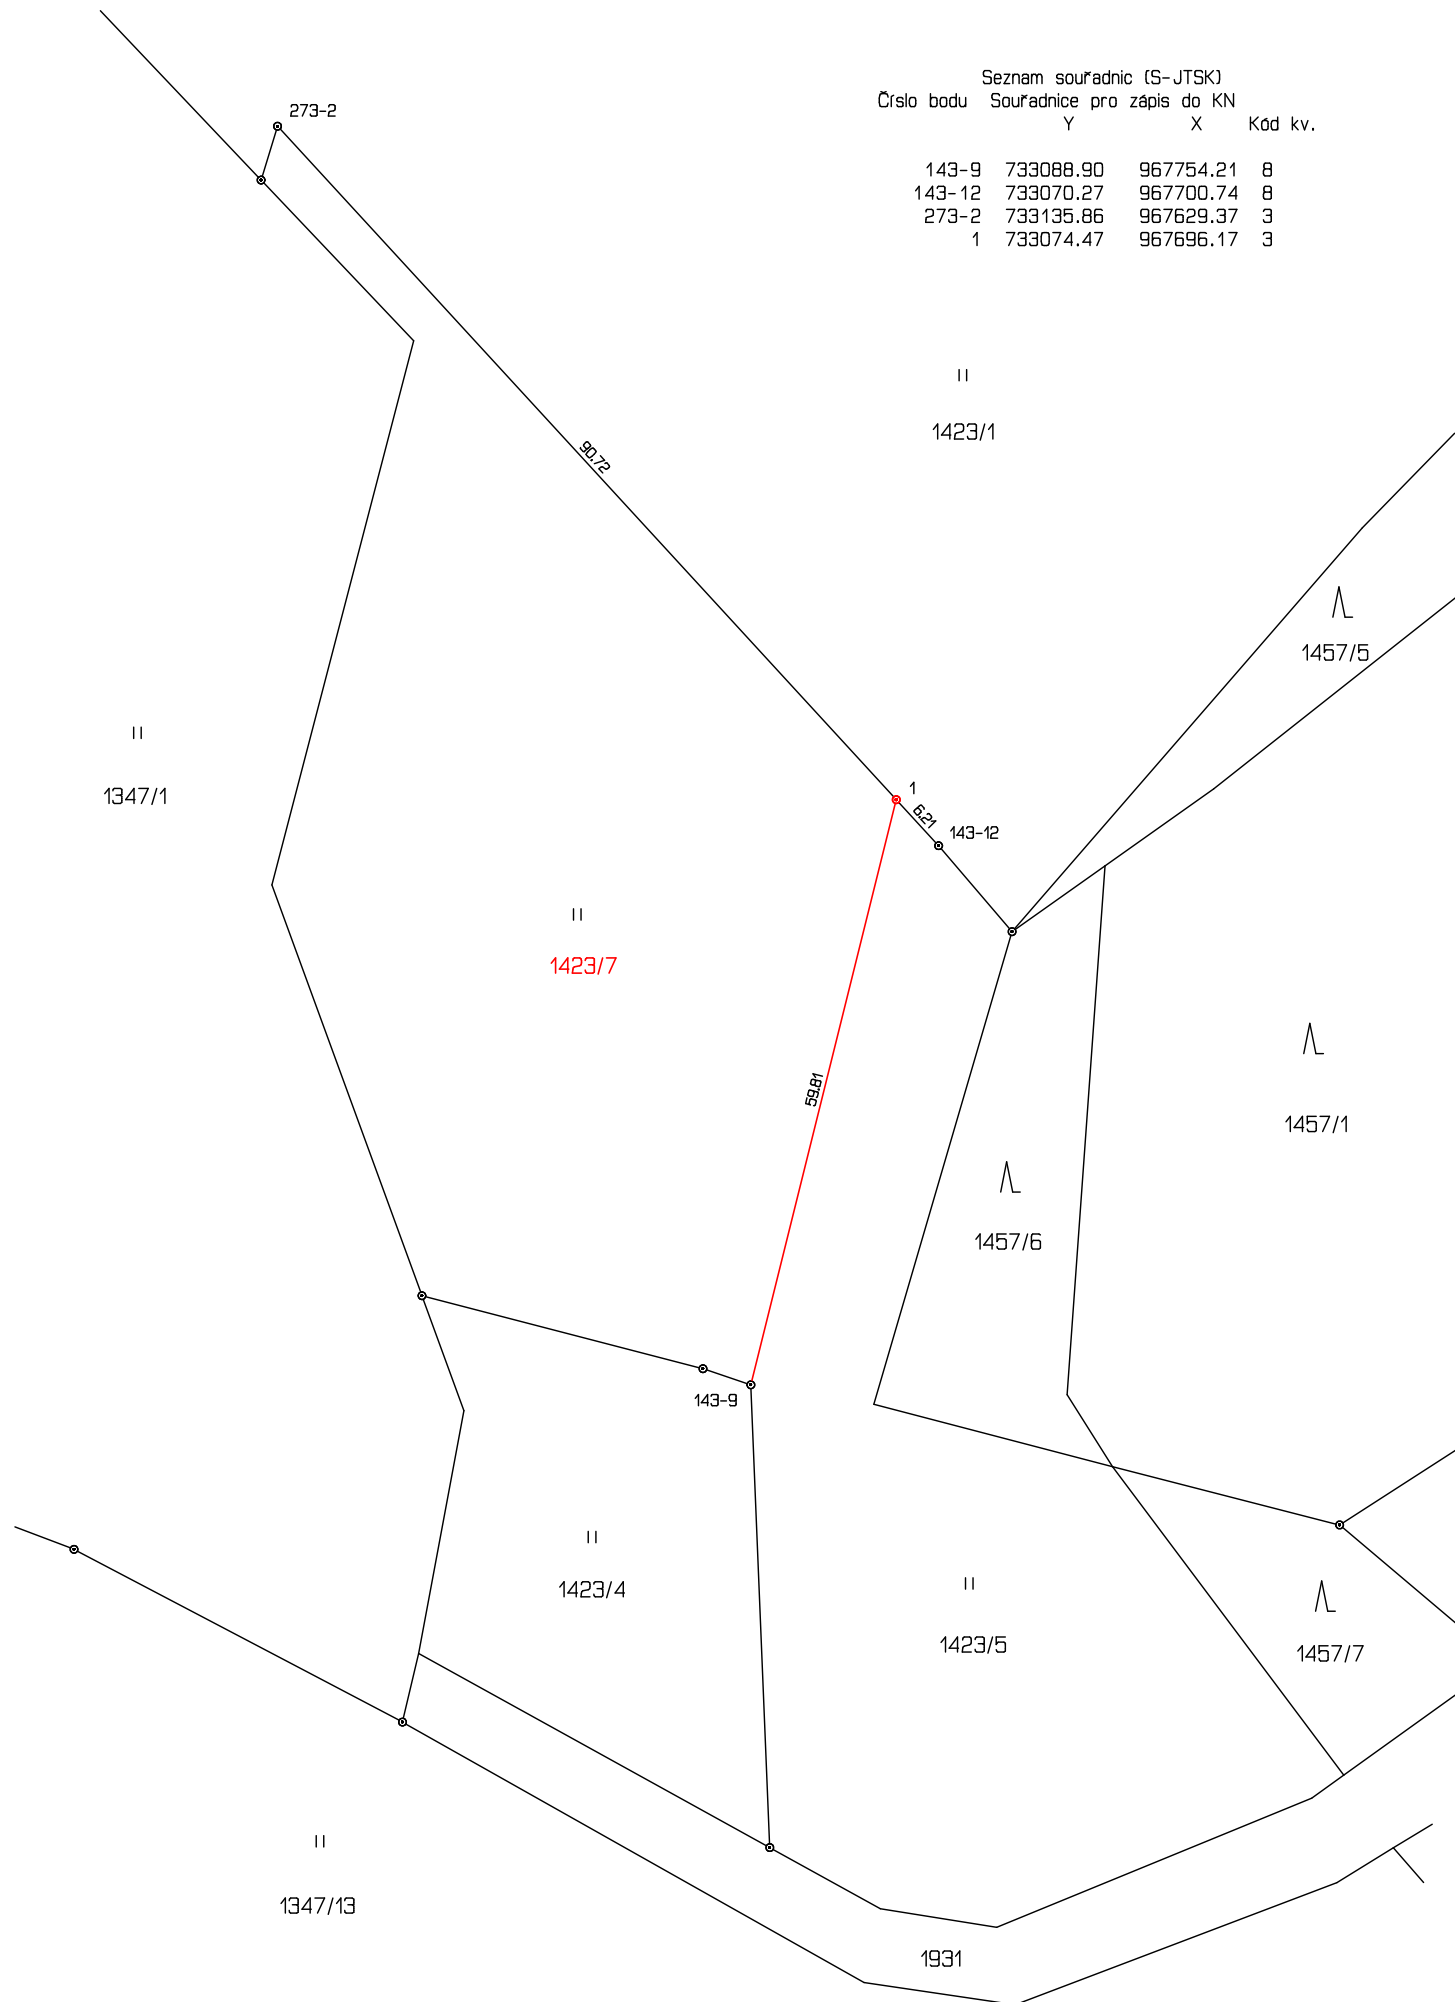 Seznam souřadnic (S-JTSK)
Číslo bodu Souřadnice pro zápis do KN
Y X Kód kv.
143-9 733088.90 967754.21 8
143-12 733070.27 967700.74 8
273-2 733135.86 967629.37 3
1 733074.47 967696.17 3
273-2
1423/1
90.72
1457/5
1347/1
1
6.21
143-12
1423/7
59.81
1457/1
1457/6
143-9
1423/4
1423/5
1457/7
1347/13
1931